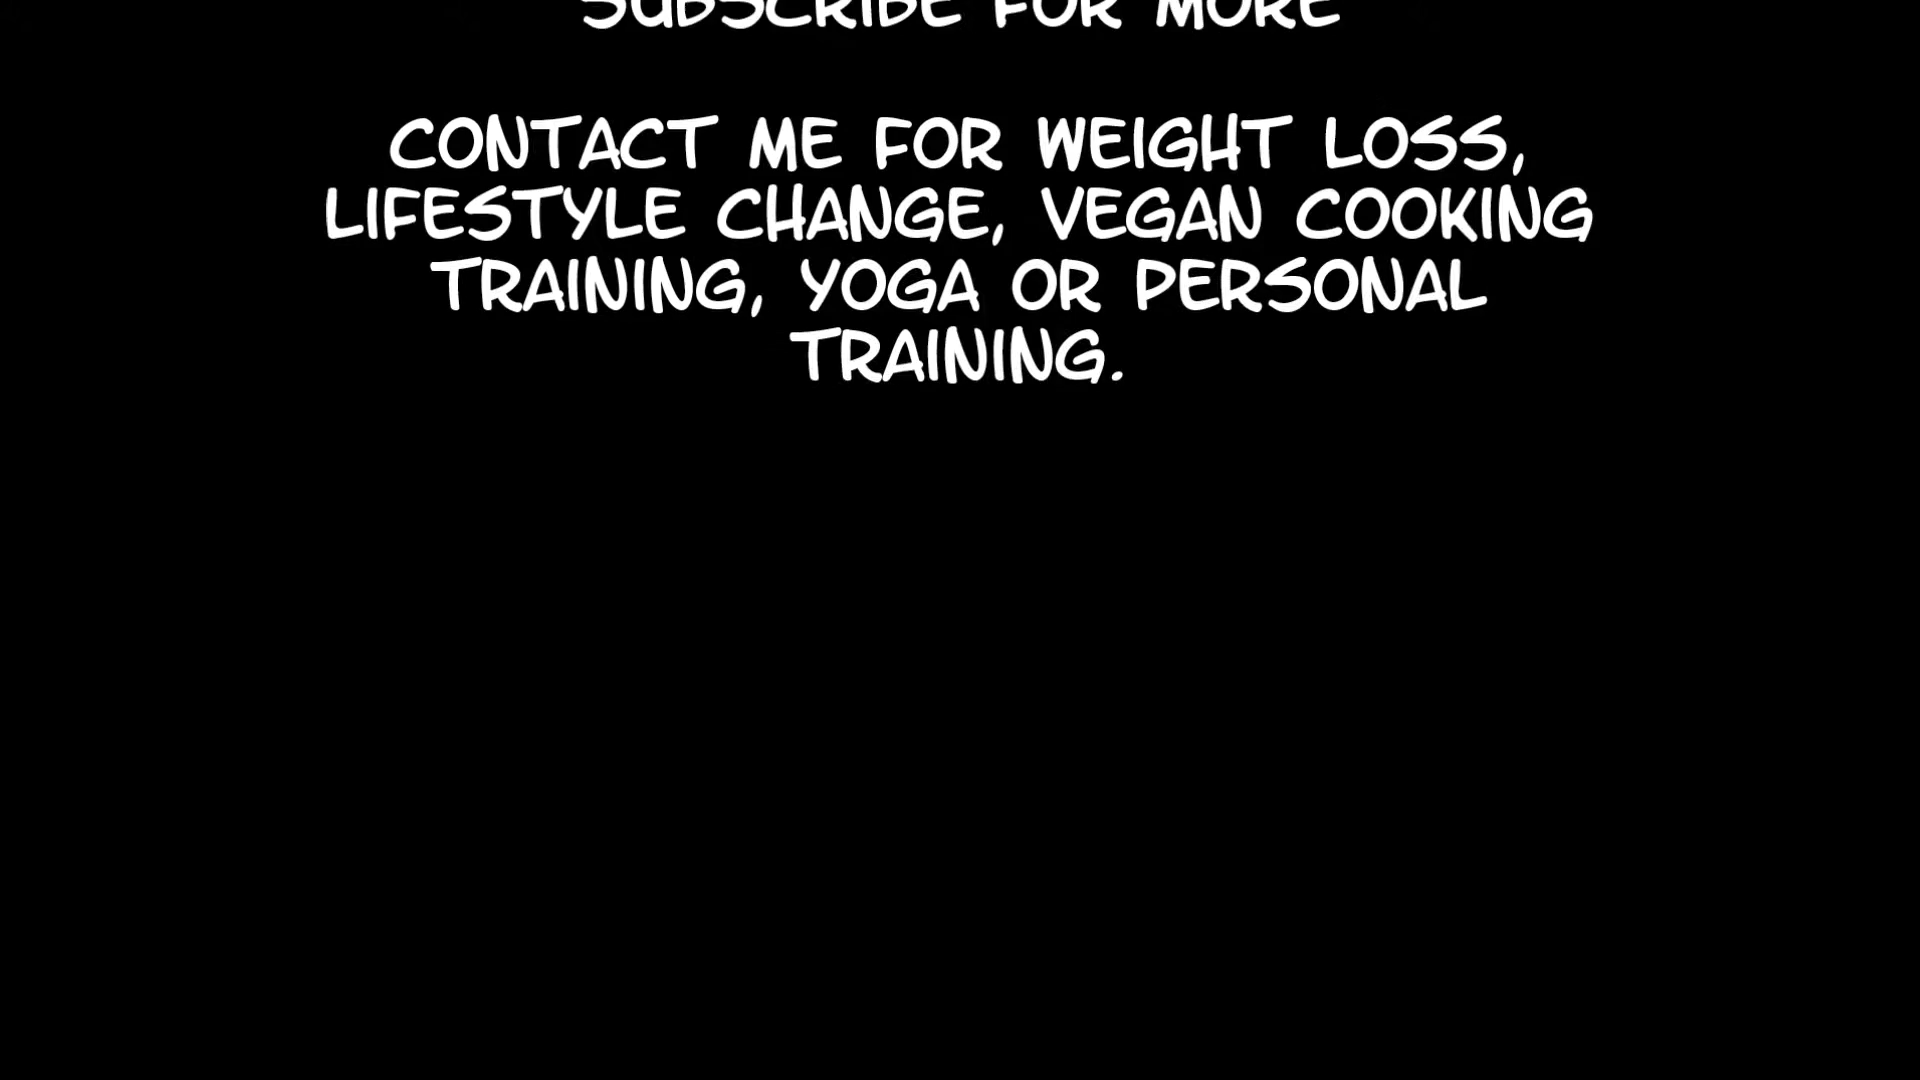 SUBSCRIBE FOR MORE
CONTACT ME FOR WEIGHT LOSS,
LIFESTYLE CHANGE, VEGAN COOKING
TRAINING, YOGA OR PERSONAL
TRAINING.